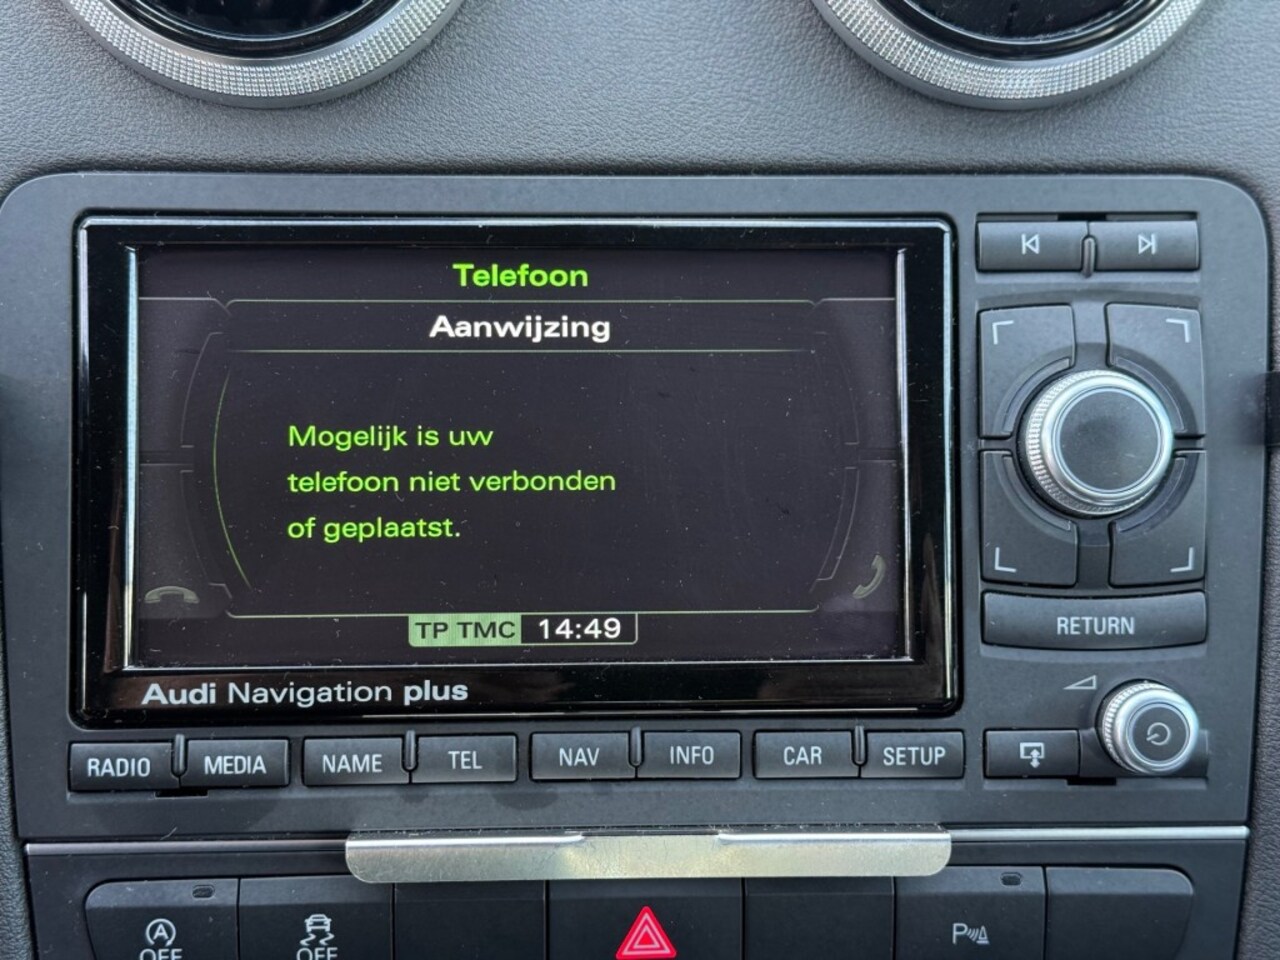 Telefoon
Aanwijzing
Mogelijk is uw
telefoon niet verbonden
of geplaatst.
TP TMC 14:49
Audi Navigation plus
RADIO MEDIA NAME TEL NAV INFO CAR SETUP
RETURN
A OFF OFF P